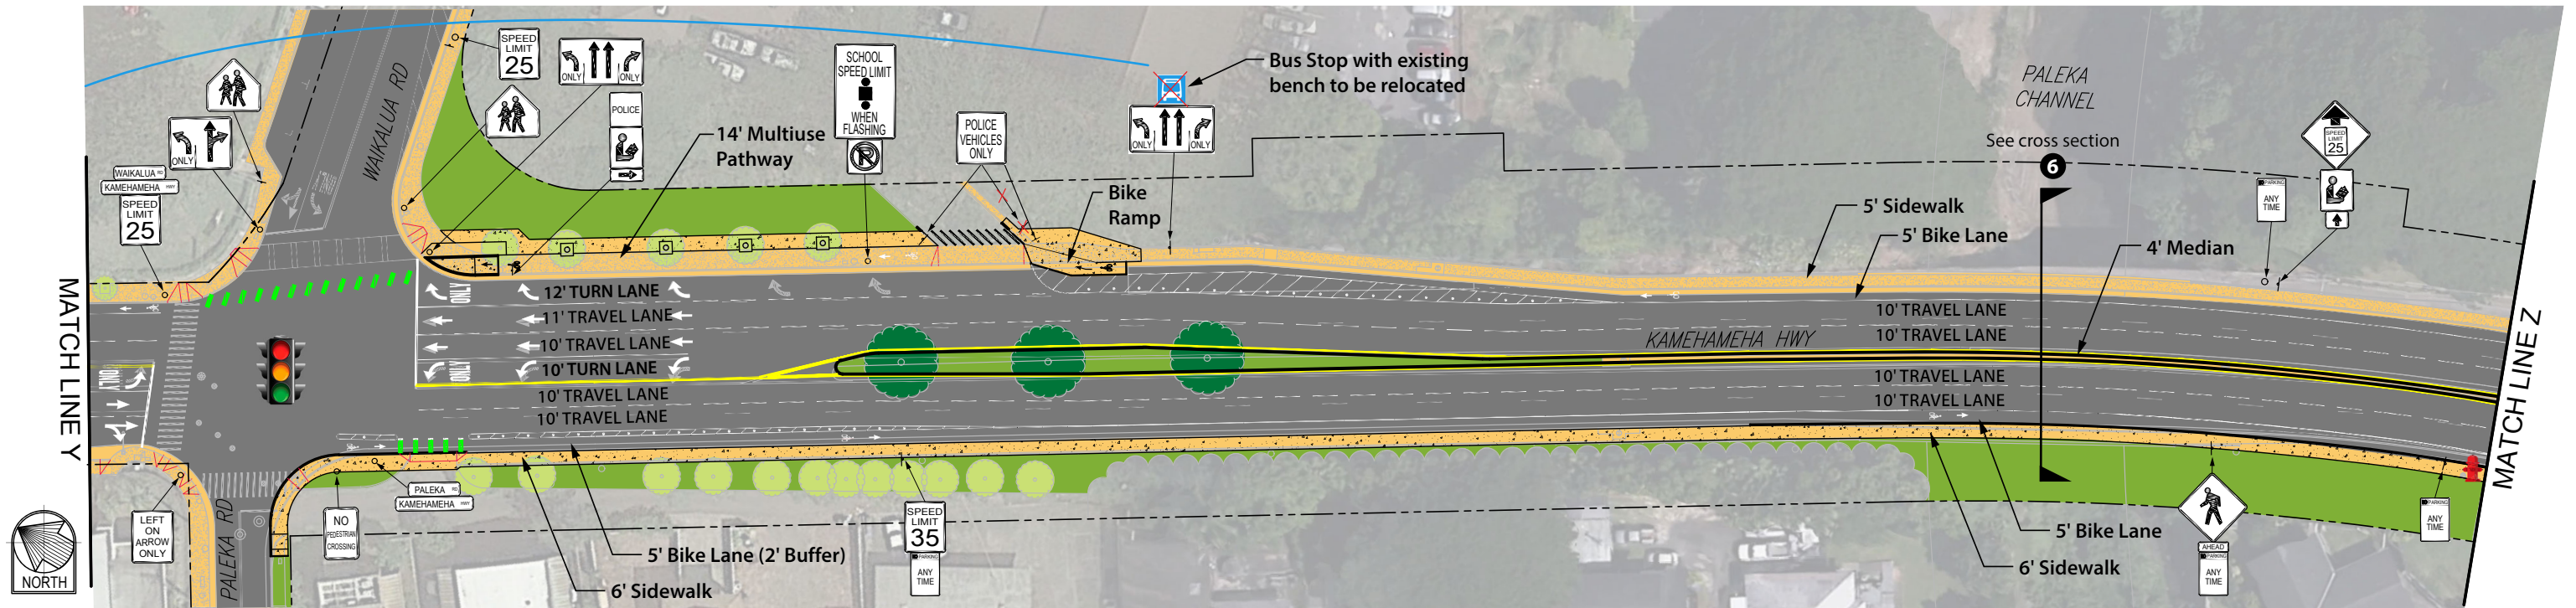 SPEED
LIMIT
25
ONLY
ONLY
WAIKALUA RD
POLICE
SCHOOL
SPEED LIMIT
WHEN
FLASHING
14' Multiuse
Pathway
POLICE
VEHICLES
ONLY
Bus Stop with existing
bench to be relocated
ONLY
ONLY
Bike
Ramp
PALEKA
CHANNEL
See cross section
6
SPEED
LIMIT
25
PARKING
ANY
TIME
5' Sidewalk
5' Bike Lane
4' Median
ONLY
WAIKALUA RD
KAMEHAMEHA HWY
SPEED
LIMIT
25
MATCH LINE Y
ONLY
ONLY
ONLY
12' TURN LANE
11' TRAVEL LANE
10' TRAVEL LANE
10' TURN LANE
10' TRAVEL LANE
10' TRAVEL LANE
KAMEHAMEHA HWY
10' TRAVEL LANE
10' TRAVEL LANE
10' TRAVEL LANE
10' TRAVEL LANE
MATCH LINE Z
NORTH
LEFT
ON
ARROW
ONLY
PALEKA RD
NO
PEDESTRIAN
CROSSING
PALEKA RD
KAMEHAMEHA HWY
5' Bike Lane (2' Buffer)
6' Sidewalk
SPEED
LIMIT
35
PARKING
ANY
TIME
5' Bike Lane
6' Sidewalk
AHEAD
PARKING
ANY
TIME
PARKING
ANY
TIME